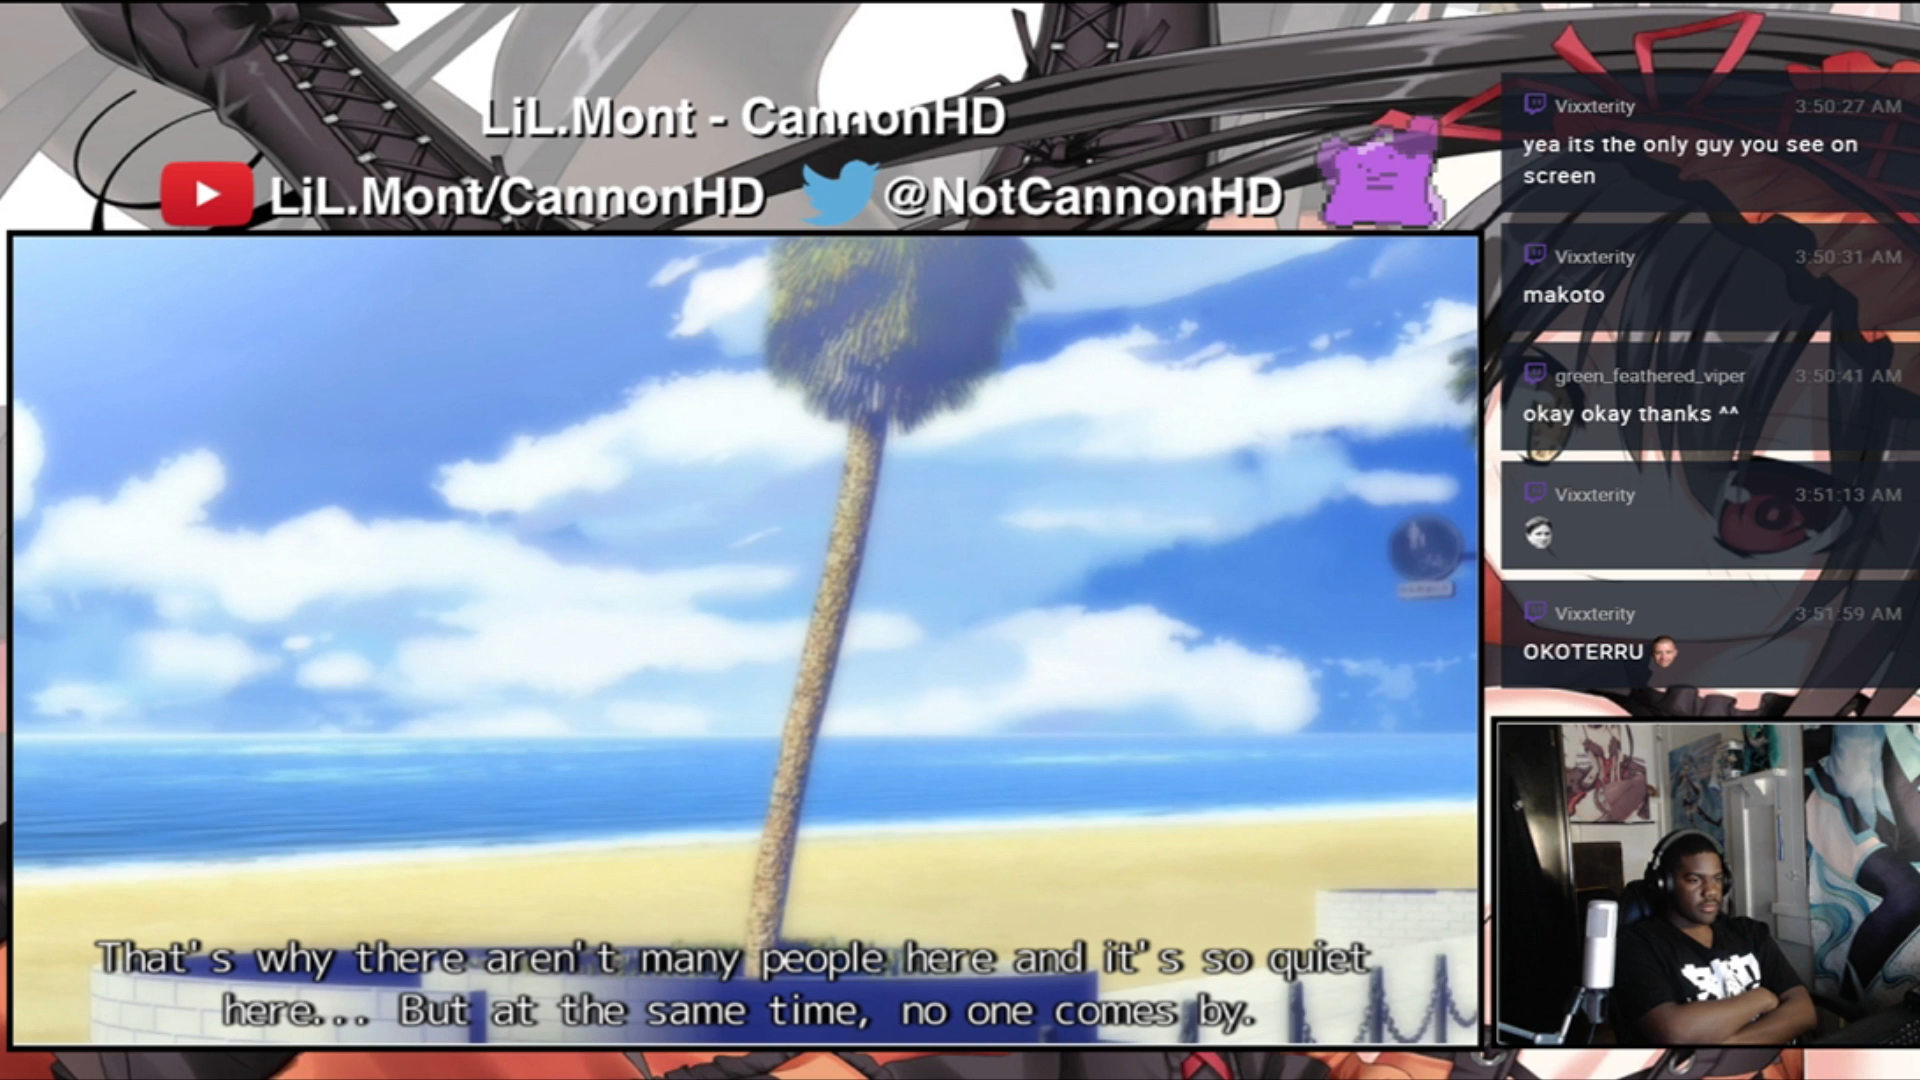 LiL.Mont - CannonHD
LiL.Mont/CannonHD @NotCannonHD
Vixxterity 3:50:27 AM
yea its the only guy you see on
screen
Vixxterity 3:50:31 AM
makoto
green_feathered_viper 3:50:41 AM
okay okay thanks ^^
Vixxterity 3:51:13 AM
Vixxterity 3:51:59 AM
OKOTERRU
That's why there aren't many people here and it's so quiet
here... But at the same time, no one comes by.